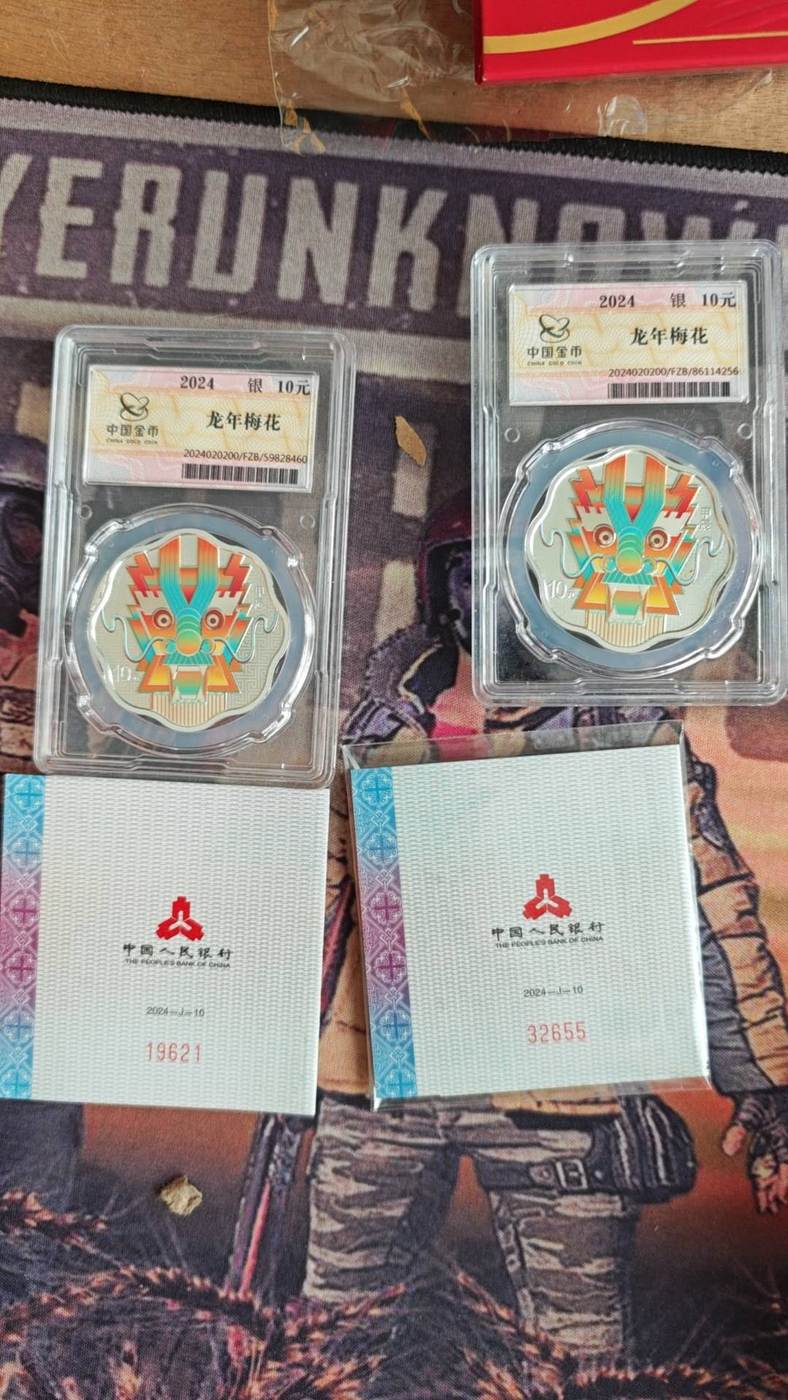 YERUNKNOW
2024 银 10元
中国金币
CHINA GOLD COIN
龙年梅花
2024020200/FZB/59828460
2024 银 10元
中国金币
CHINA GOLD COIN
龙年梅花
2024020200/FZB/86114256
10元
10元
中国人民银行
THE PEOPLE'S BANK OF CHINA
2024-J-10
19621
中国人民银行
THE PEOPLE'S BANK OF CHINA
2024-J-10
32655